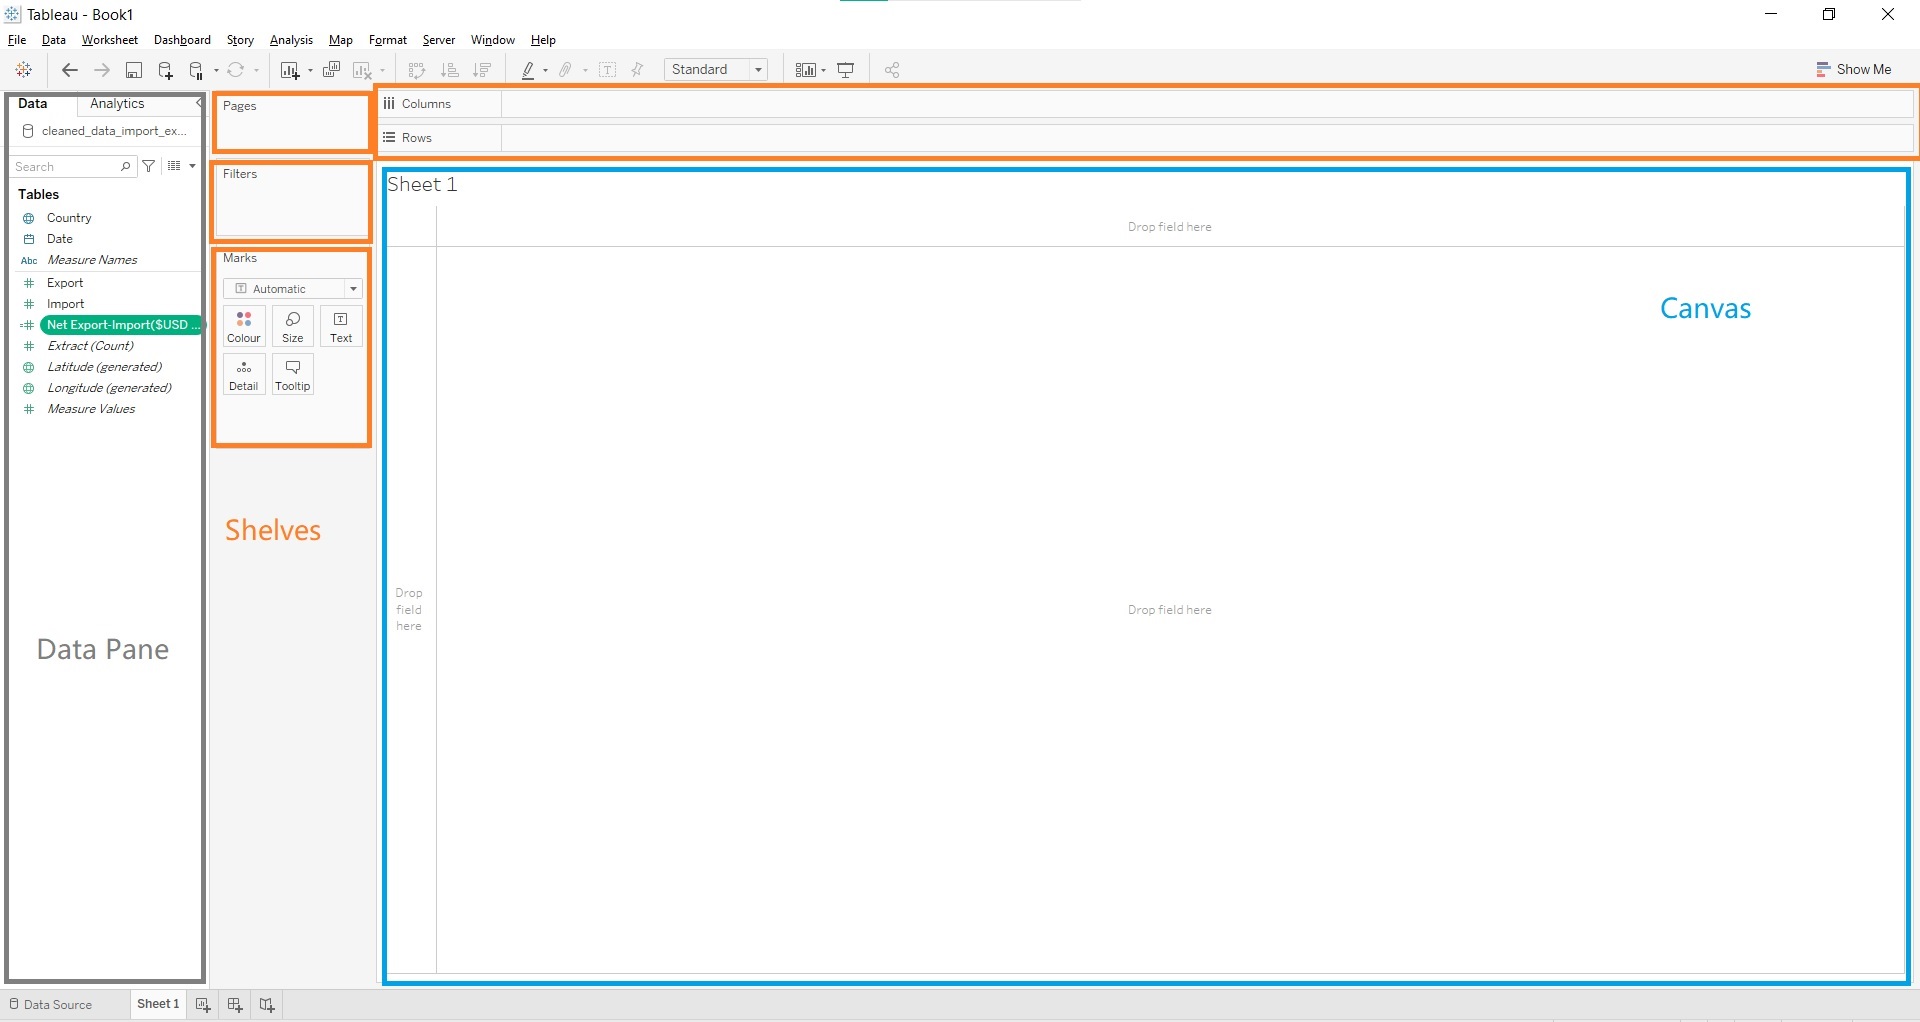 Tableau - Book1
File Data Worksheet Dashboard Story Analysis Map Format Server Window Help
Standard
Show Me
Data Analytics
cleaned_data_import_ex...
Search
Tables
Country
Date
Abc Measure Names
Export
Import
Net Export-Import($USD ...
Extract (Count)
Latitude (generated)
Longitude (generated)
Measure Values
Data Pane
Pages
Filters
Marks
Automatic
Colour Size Text
Detail Tooltip
Shelves
Columns
Rows
Sheet 1
Drop field here
Canvas
Drop
field
here
Drop field here
Data Source Sheet 1